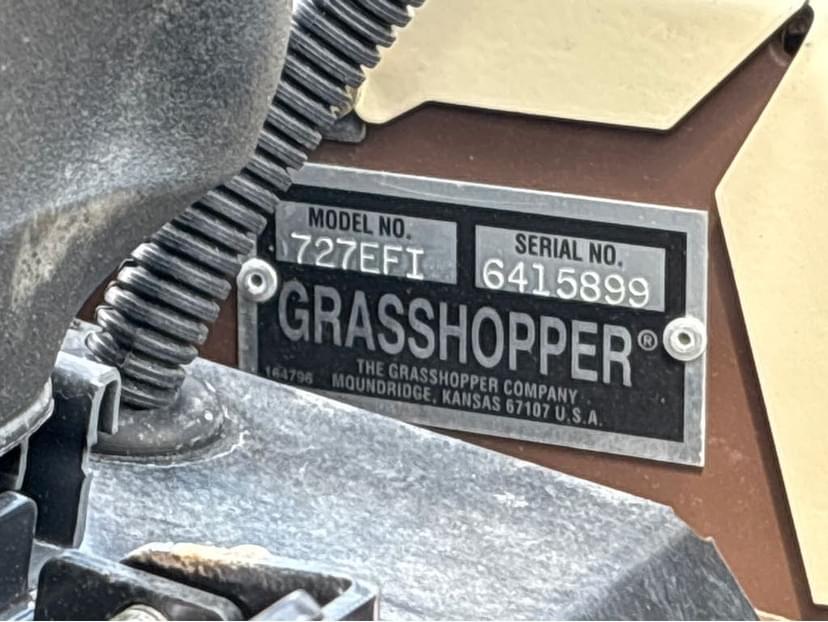 MODEL NO.
727EFI
SERIAL NO.
6415899
GRASSHOPPER®
164796
THE GRASSHOPPER COMPANY
MOUNDRIDGE, KANSAS 67107 U.S.A.